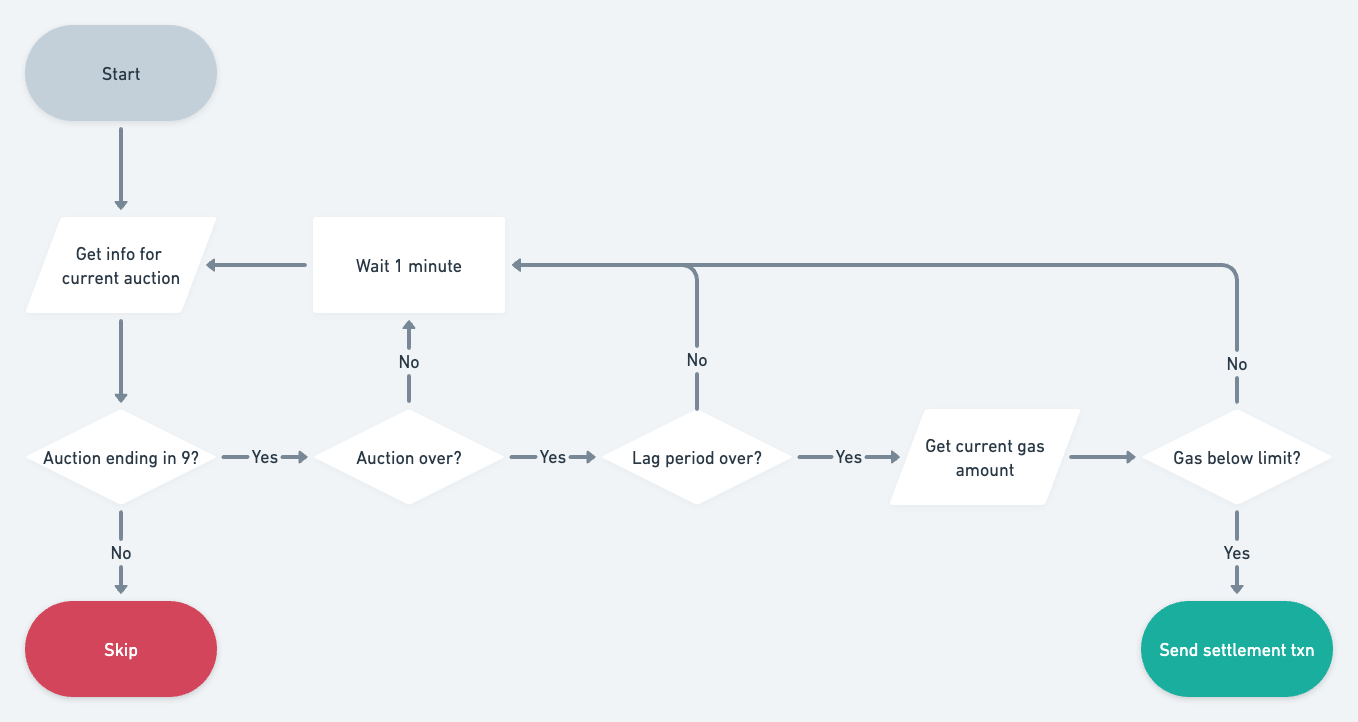 Start
Get info for
current auction
Wait 1 minute
No
No
No
Auction ending in 9?
Yes
Auction over?
Yes
Lag period over?
Yes
Get current gas
amount
Gas below limit?
No
Yes
Skip
Send settlement txn